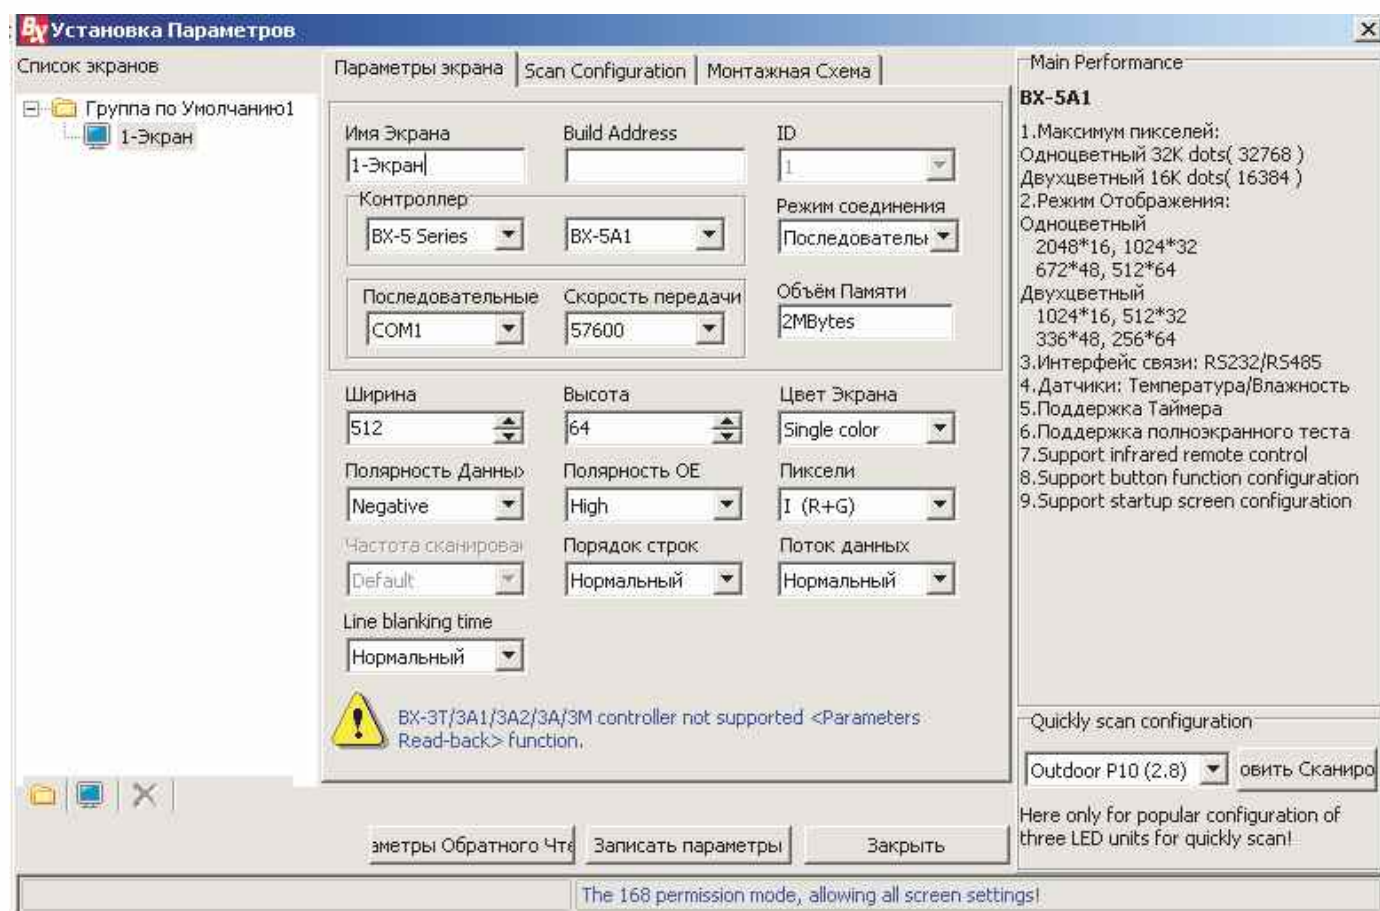 BX Установка Параметров
Список экранов
Группа по Умолчанию1
1-Экран
Параметры экрана
Scan Configuration
Монтажная Схема
Имя Экрана
Build Address
ID
1-Экран
1
Контроллер
Режим соединения
BX-5 Series
BX-5A1
Последователы
Последовательные
Скорость передачи
Объём Памяти
COM1
57600
2MBytes
Ширина
Высота
Цвет Экрана
512
64
Single color
Полярность Данных
Полярность OE
Пиксели
Negative
High
I (R+G)
Частота сканирован
Порядок строк
Поток данных
Default
Нормальный
Нормальный
Line blanking time
Нормальный
BX-3T/3A1/3A2/3A/3M controller not supported <Parameters
Read-back> function.
аметры Обратного Чте
Записать параметры
Закрыть
Main Performance
BX-5A1
1.Максимум пикселей:
Одноцветный 32K dots( 32768 )
Двухцветный 16K dots( 16384 )
2.Режим Отображения:
Одноцветный
2048*16, 1024*32
672*48, 512*64
Двухцветный
1024*16, 512*32
336*48, 256*64
3.Интерфейс связи: RS232/RS485
4.Датчики: Температура/Влажность
5.Поддержка Таймера
6.Поддержка полноэкранного теста
7.Support infrared remote control
8.Support button function configuration
9.Support startup screen configuration
Quickly scan configuration
Outdoor P10 (2.8)
овить Сканиро
Here only for popular configuration of
three LED units for quickly scan!
The 168 permission mode, allowing all screen settings!